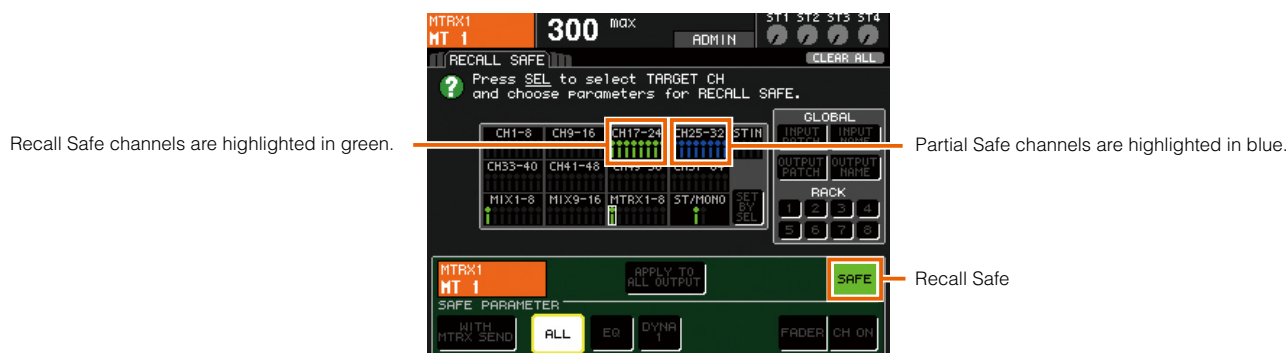 MTRX1
MT 1
300 max
ADMIN
ST1 ST2 ST3 ST4
RECALL SAFE
CLEAR ALL
? Press SEL to select TARGET CH
and choose parameters for RECALL SAFE.
Recall Safe channels are highlighted in green.
Partial Safe channels are highlighted in blue.
CH1-8 CH9-16 CH17-24 CH25-32 STIN
CH33-40 CH41-48 CH49-56 CH57-64
MIX1-8 MIX9-16 MTRX1-8 ST/MONO
SET
BY
SEL
GLOBAL
INPUT PATCH
INPUT NAME
OUTPUT PATCH
OUTPUT NAME
RACK
1 2 3 4
5 6 7 8
MTRX1
MT 1
APPLY TO
ALL OUTPUT
SAFE
Recall Safe
SAFE PARAMETER
WITH
MTRX SEND
ALL
EQ
DYNA
1
FADER
CH ON